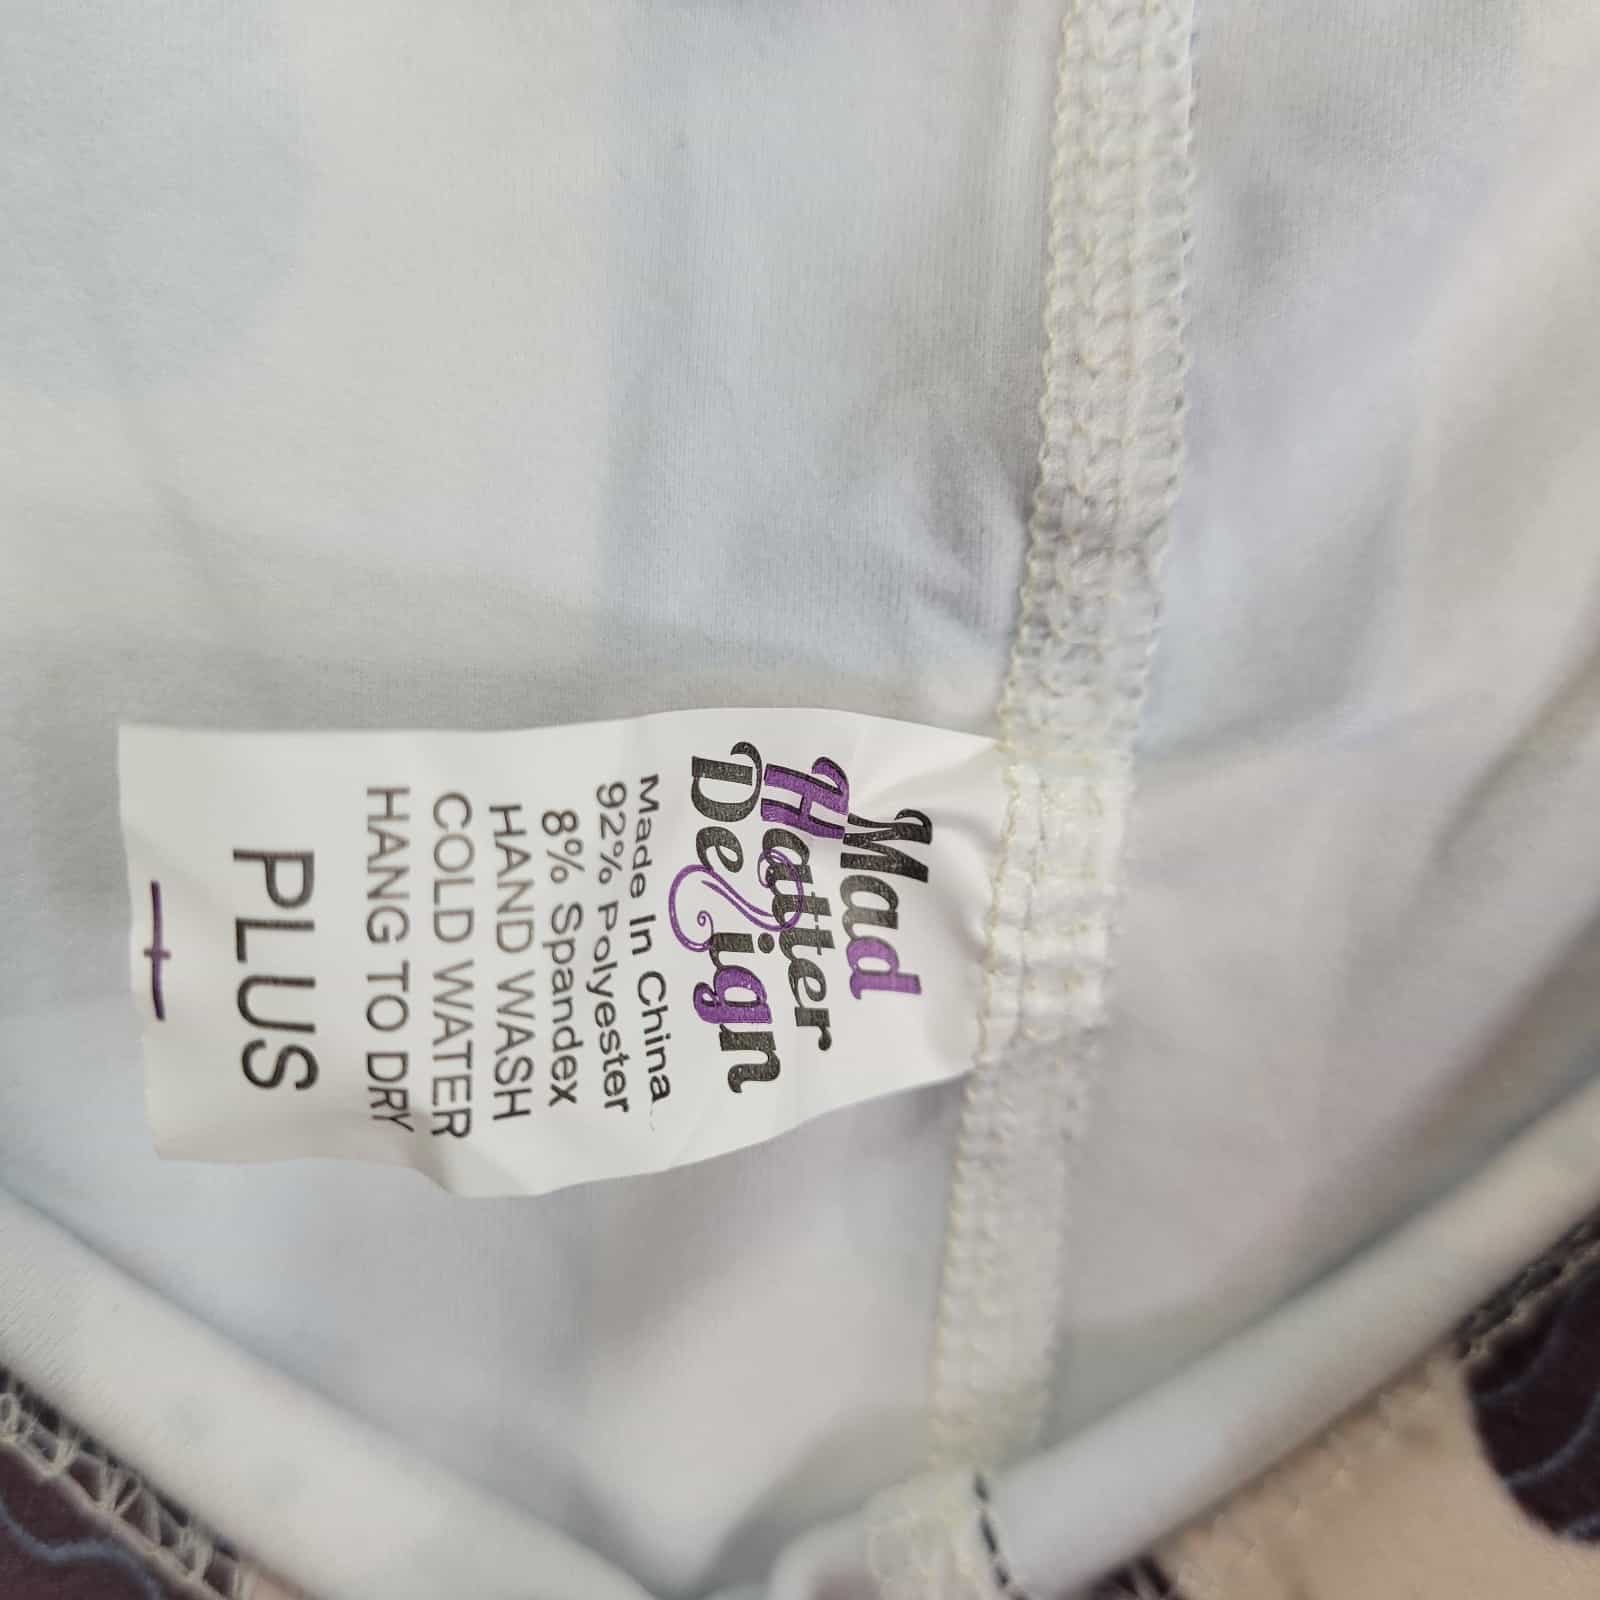 Mad
Hatter
Design
Made In China
92% Polyester
8% Spandex
HAND WASH
COLD WATER
HANG TO DRY
PLUS